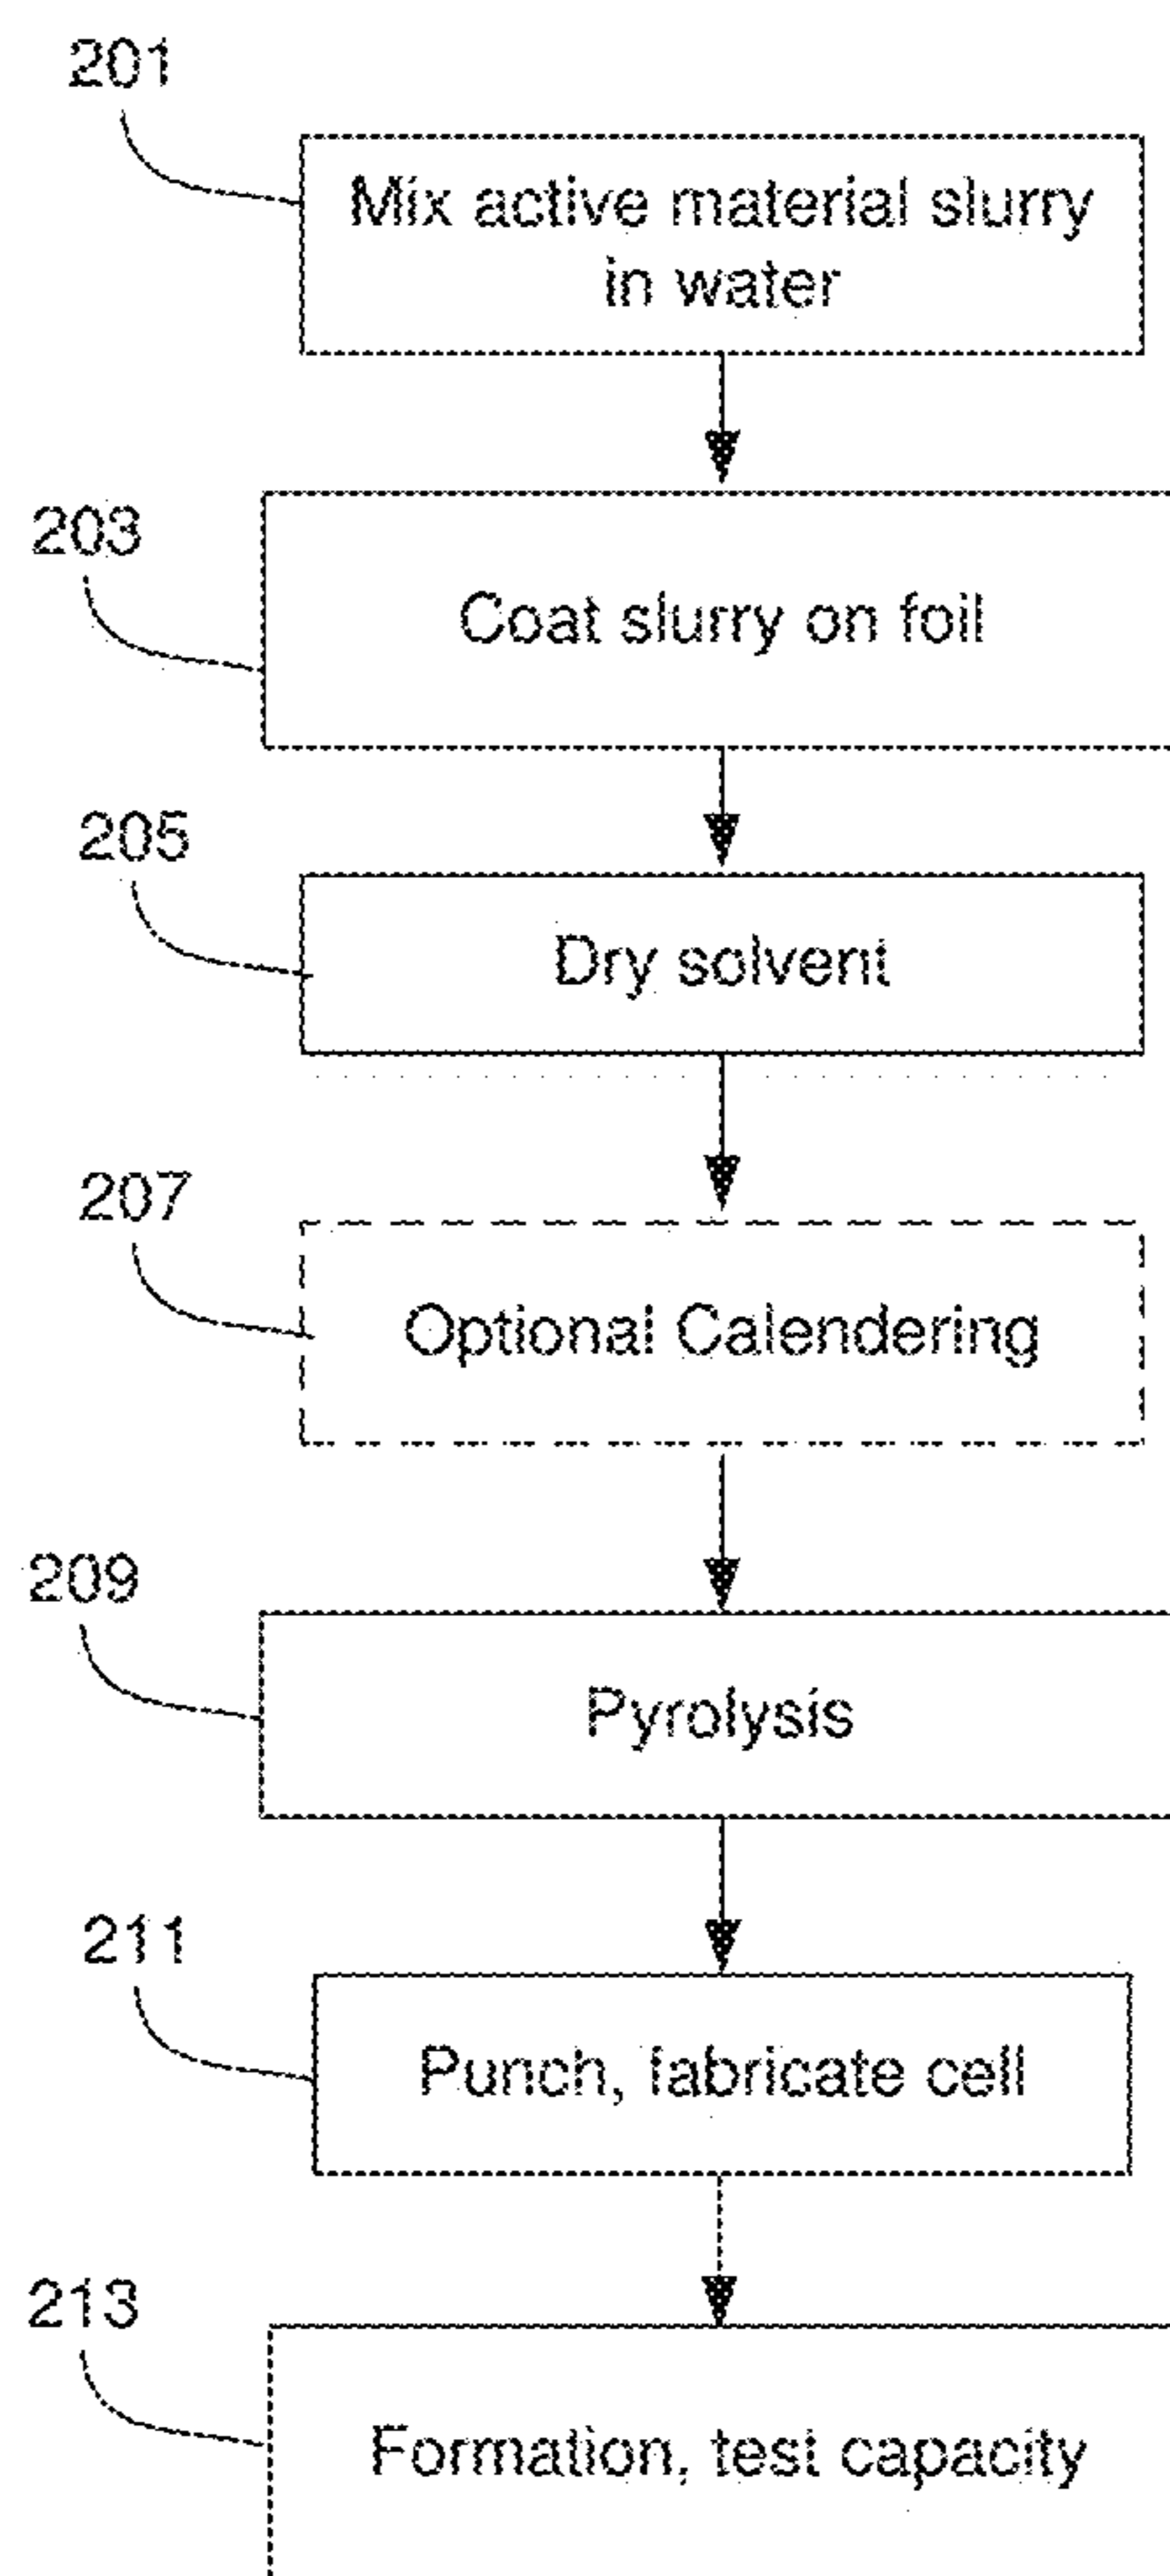 201
Mix active material slurry
in water
203
Coat slurry on foil
205
Dry solvent
207
Optional Calendering
209
Pyrolysis
211
Punch, fabricate cell
213
Formation, test capacity